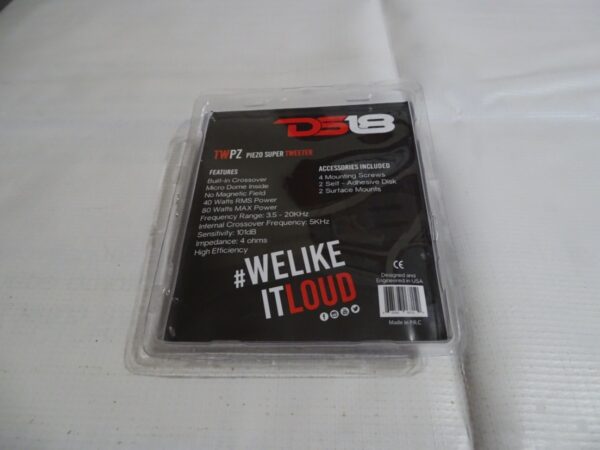 DS18
TWPZ PIEZO SUPER TWEETER
FEATURES
Built-in Crossover
Micro Dome Inside
No Magnetic Field
40 Watts RMS Power
80 Watts MAX Power
Frequency Range: 3.5 - 20KHz
Internal Crossover Frequency: 5KHz
Sensitivity: 101dB
Impedance: 4 ohms
High Efficiency
ACCESSORIES INCLUDED
4 Mounting Screws
2 Self - Adhesive Disk
2 Surface Mounts
#WELIKE
ITLOUD
CE
Designed and
Engineered in USA
Made in P.R.C